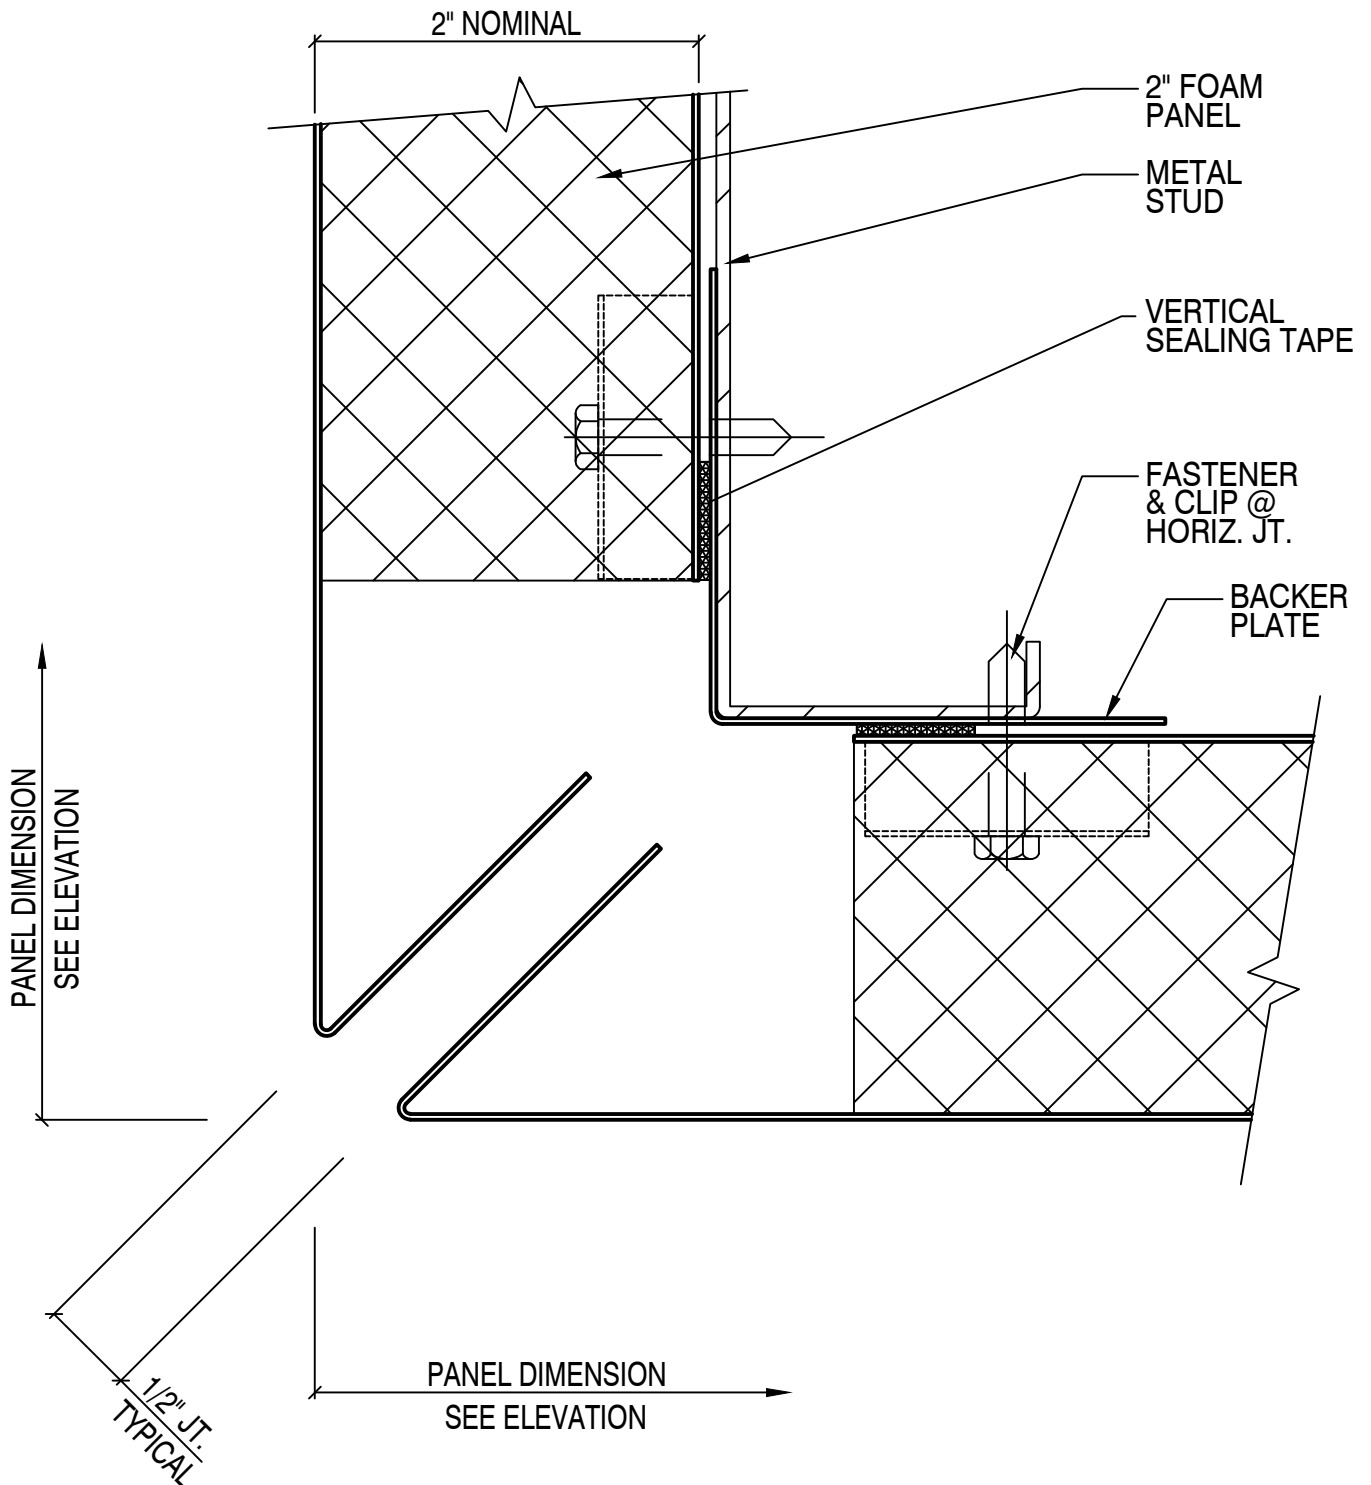 2" NOMINAL
2" FOAM
PANEL
METAL
STUD
VERTICAL
SEALING TAPE
FASTENER
& CLIP @
HORIZ. JT.
BACKER
PLATE
PANEL DIMENSION
SEE ELEVATION
PANEL DIMENSION
SEE ELEVATION
1/2" JT.
TYPICAL